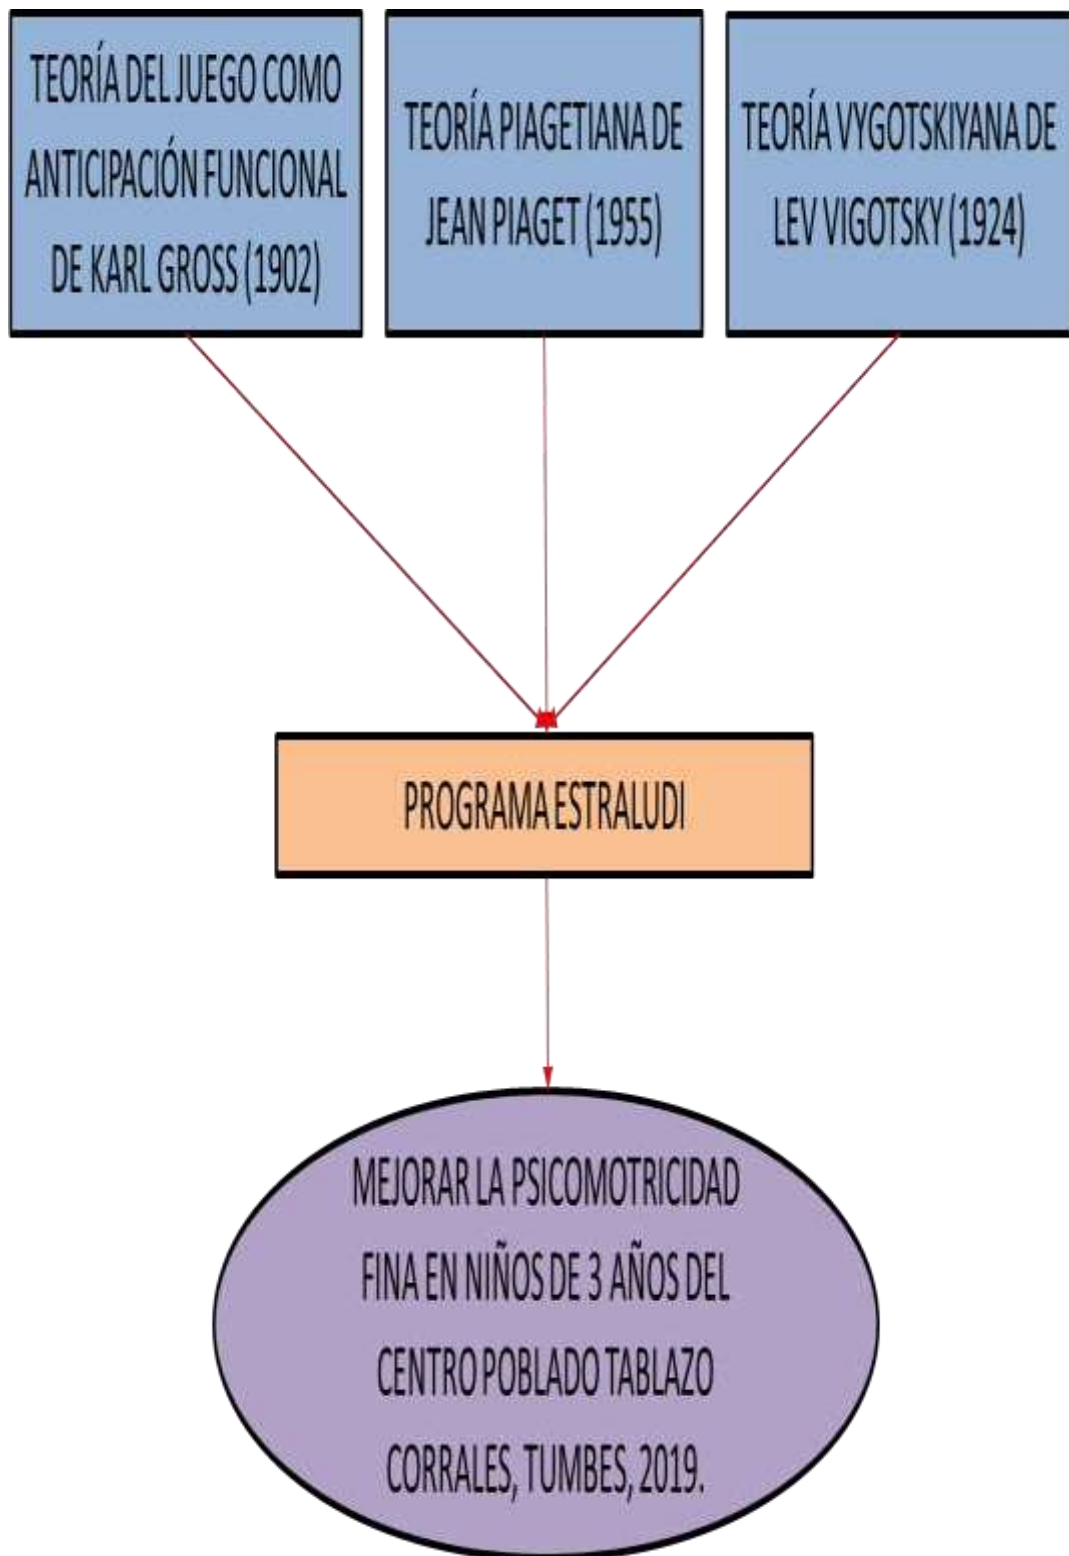 TEORÍA DEL JUEGO COMO
ANTICIPACIÓN FUNCIONAL
DE KARL GROSS (1902)
TEORÍA PIAGETIANA DE
JEAN PIAGET (1955)
TEORÍA VYGOTSKIYANA DE
LEV VIGOTSKY (1924)
PROGRAMA ESTRALUDI
MEJORAR LA PSICOMOTRICIDAD
FINA EN NIÑOS DE 3 AÑOS DEL
CENTRO POBLADO TABLAZO
CORRALES, TUMBES, 2019.